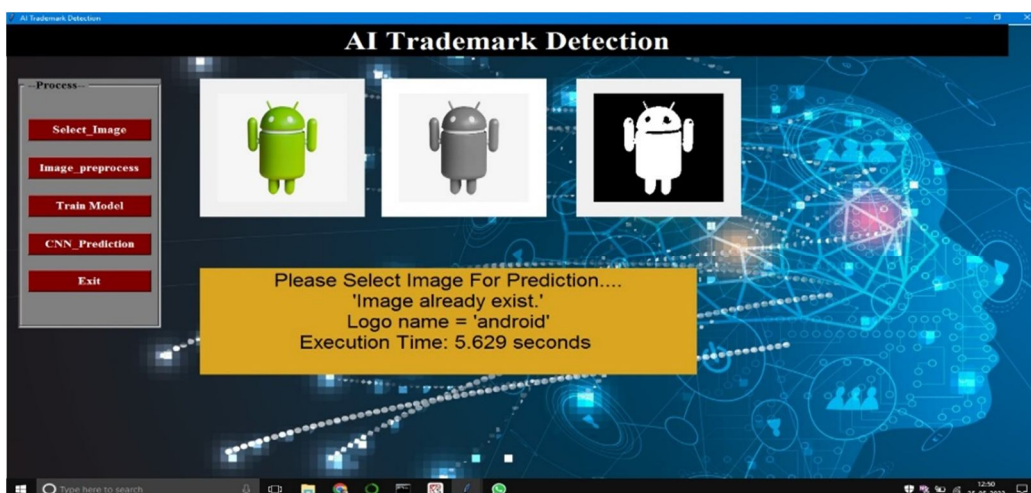 AI Trademark Detection
AI Trademark Detection
--Process--
Select_Image
Image_preprocess
Train Model
CNN_Prediction
Exit
Please Select Image For Prediction....
'Image already exist.'
Logo name = 'android'
Execution Time: 5.629 seconds
Type here to search
12:50